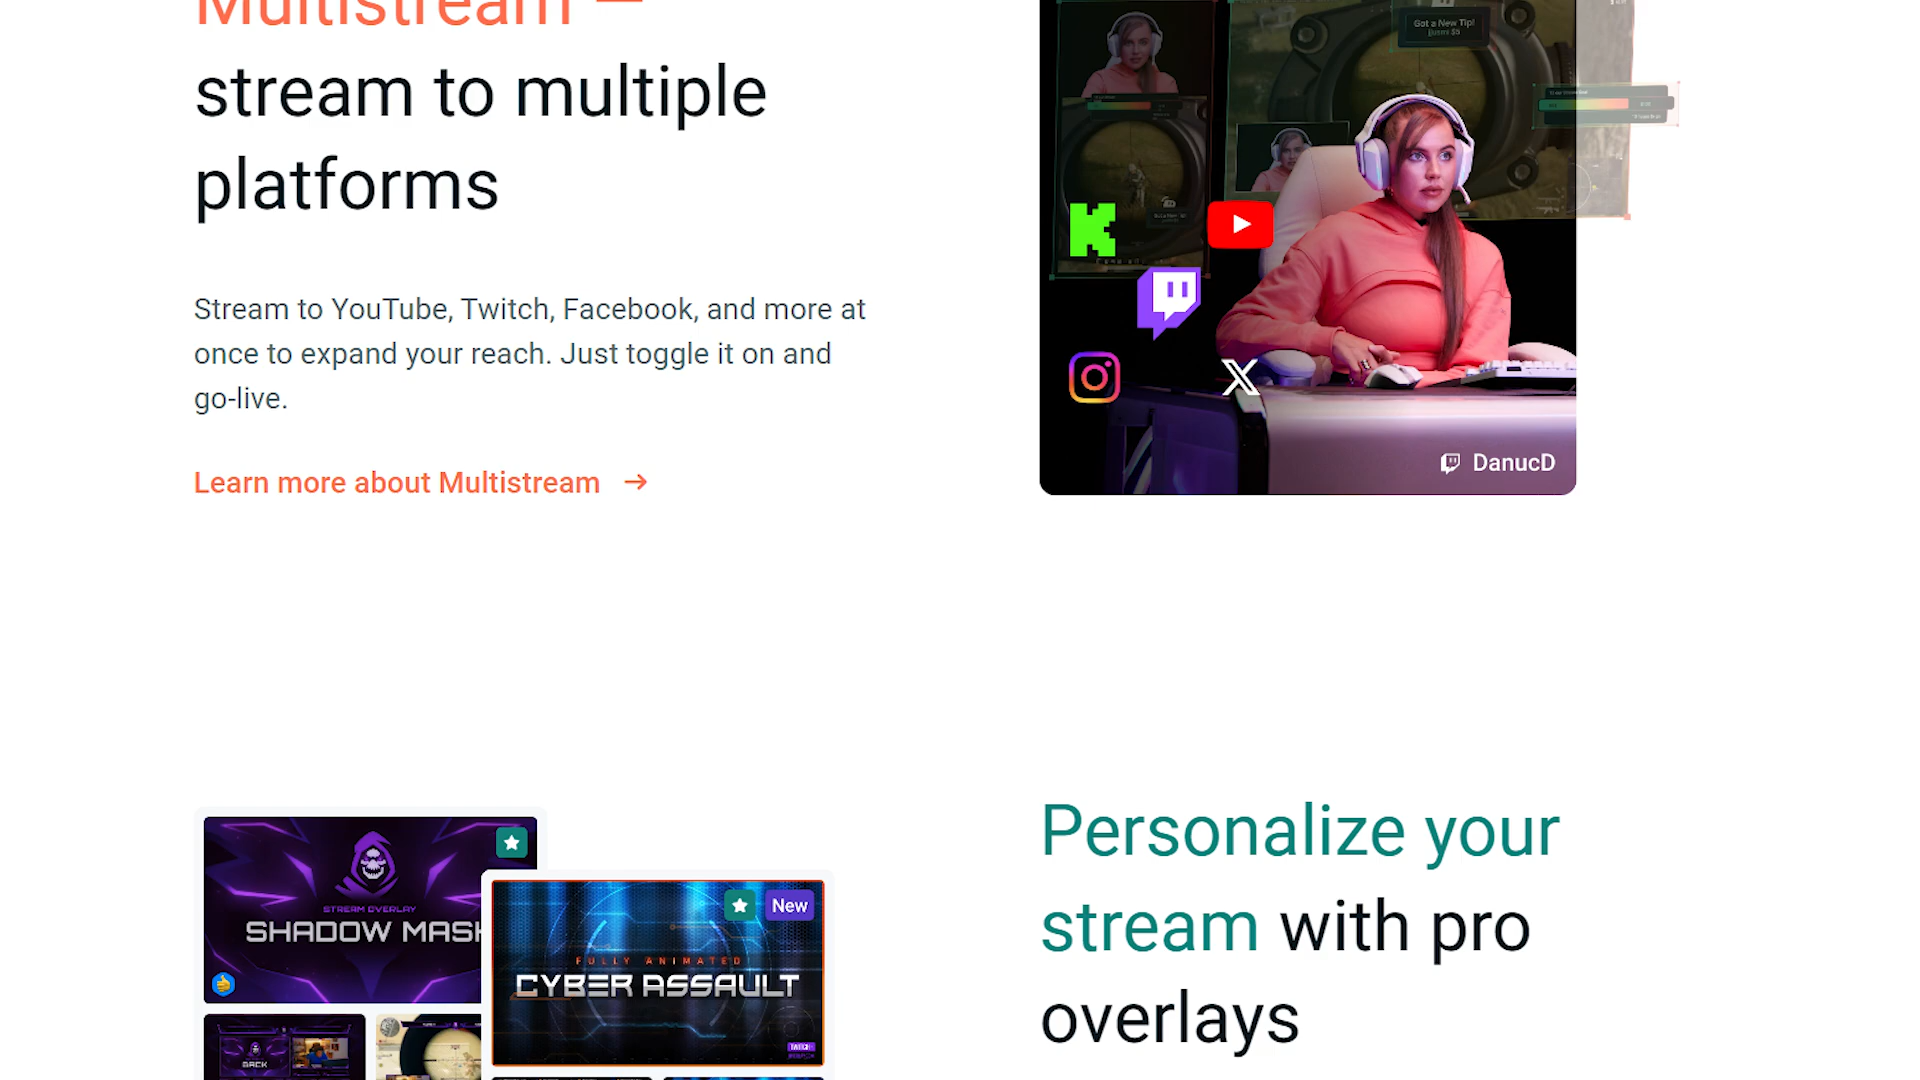 Multistream —
stream to multiple
platforms
Stream to YouTube, Twitch, Facebook, and more at
once to expand your reach. Just toggle it on and
go-live.
Learn more about Multistream →
Got a New Tip!
DanucD
STREAM OVERLAY
SHADOW MASK
New
FULLY ANIMATED
CYBER ASSAULT
TWITCH
BACK
Personalize your
stream with pro
overlays